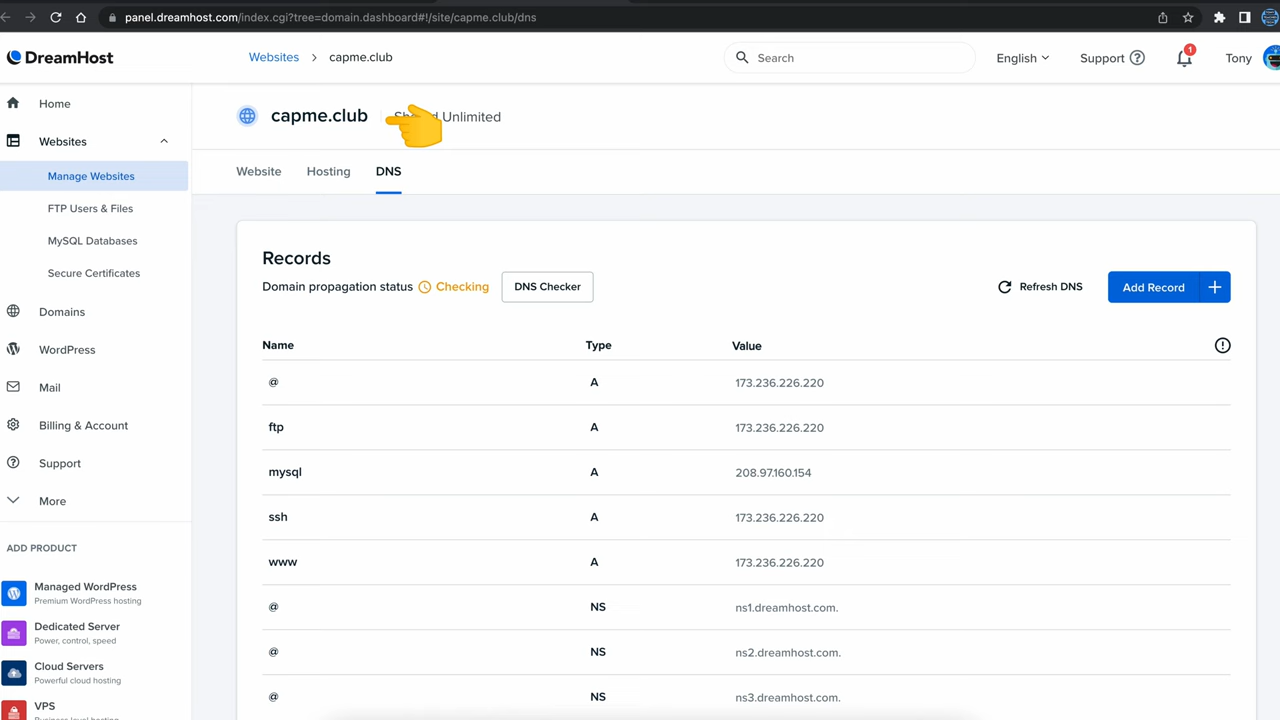 panel.dreamhost.com/index.cgi?tree=domain.dashboard#!/site/capme.club/dns
DreamHost
Websites > capme.club
Search
English
Support
1
Tony
Home
Websites
Manage Websites
FTP Users & Files
MySQL Databases
Secure Certificates
Domains
WordPress
Mail
Billing & Account
Support
More
ADD PRODUCT
Managed WordPress
Premium WordPress hosting
Dedicated Server
Power, control, speed
Cloud Servers
Powerful cloud hosting
VPS
capme.club
Unlimited
Website Hosting DNS
Records
Domain propagation status Checking DNS Checker
Refresh DNS
Add Record +
Name Type Value
@ A 173.236.226.220
ftp A 173.236.226.220
mysql A 208.97.160.154
ssh A 173.236.226.220
www A 173.236.226.220
@ NS ns1.dreamhost.com.
@ NS ns2.dreamhost.com.
@ NS ns3.dreamhost.com.